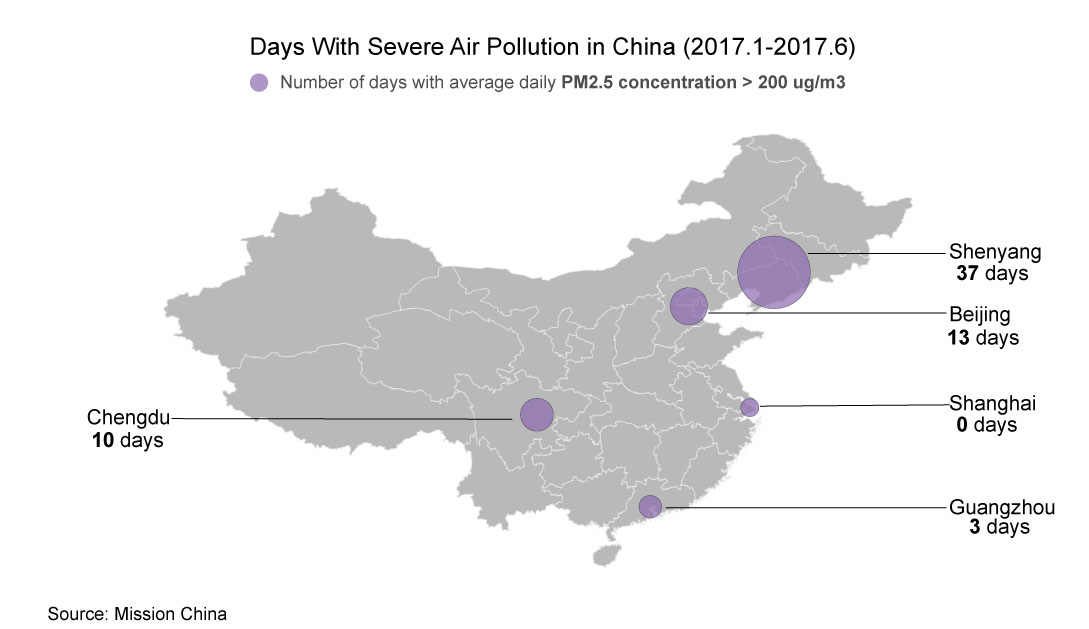 Days With Severe Air Pollution in China (2017.1-2017.6)
Number of days with average daily PM2.5 concentration > 200 ug/m3
Shenyang
37 days
Beijing
13 days
Shanghai
0 days
Chengdu
10 days
Guangzhou
3 days
Source: Mission China